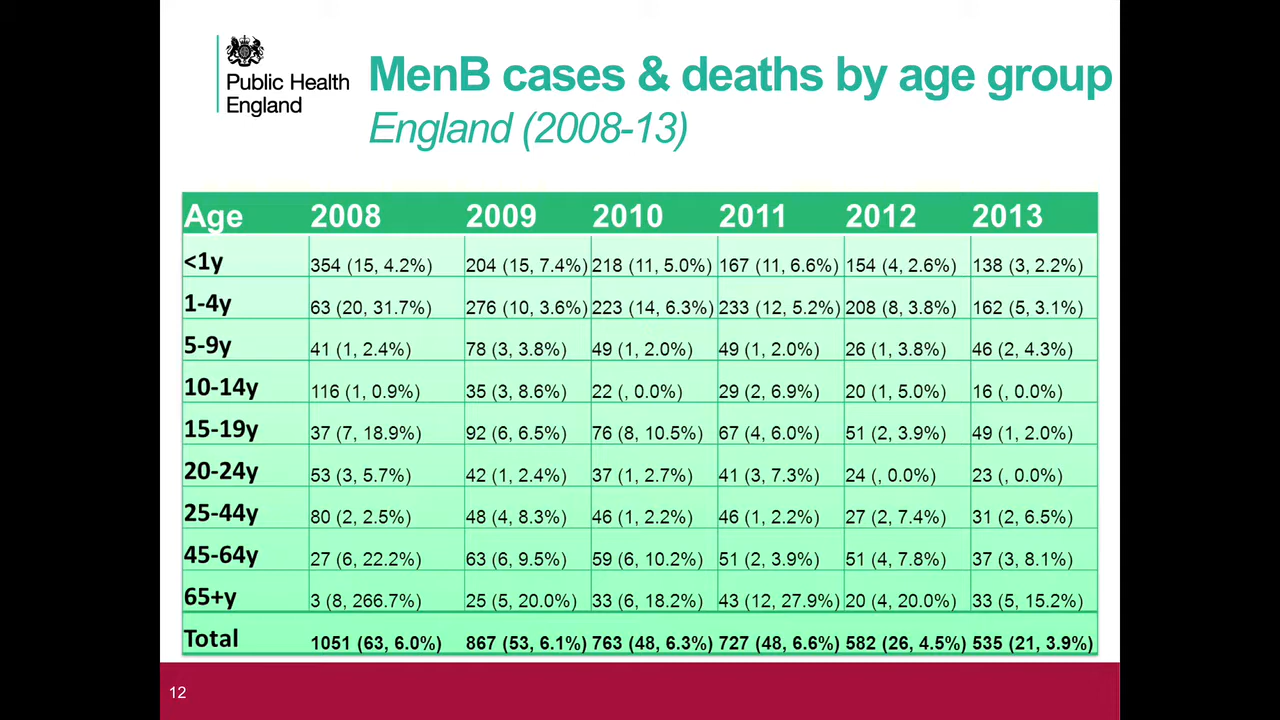 Public Health
England
MenB cases & deaths by age group
England (2008-13)
Age 2008 2009 2010 2011 2012 2013
<1y 354 (15, 4.2%) 204 (15, 7.4%) 218 (11, 5.0%) 167 (11, 6.6%) 154 (4, 2.6%) 138 (3, 2.2%)
1-4y 63 (20, 31.7%) 276 (10, 3.6%) 223 (14, 6.3%) 233 (12, 5.2%) 208 (8, 3.8%) 162 (5, 3.1%)
5-9y 41 (1, 2.4%) 78 (3, 3.8%) 49 (1, 2.0%) 49 (1, 2.0%) 26 (1, 3.8%) 46 (2, 4.3%)
10-14y 116 (1, 0.9%) 35 (3, 8.6%) 22 (, 0.0%) 29 (2, 6.9%) 20 (1, 5.0%) 16 (, 0.0%)
15-19y 37 (7, 18.9%) 92 (6, 6.5%) 76 (8, 10.5%) 67 (4, 6.0%) 51 (2, 3.9%) 49 (1, 2.0%)
20-24y 53 (3, 5.7%) 42 (1, 2.4%) 37 (1, 2.7%) 41 (3, 7.3%) 24 (, 0.0%) 23 (, 0.0%)
25-44y 80 (2, 2.5%) 48 (4, 8.3%) 46 (1, 2.2%) 46 (1, 2.2%) 27 (2, 7.4%) 31 (2, 6.5%)
45-64y 27 (6, 22.2%) 63 (6, 9.5%) 59 (6, 10.2%) 51 (2, 3.9%) 51 (4, 7.8%) 37 (3, 8.1%)
65+y 3 (8, 266.7%) 25 (5, 20.0%) 33 (6, 18.2%) 43 (12, 27.9%) 20 (4, 20.0%) 33 (5, 15.2%)
Total 1051 (63, 6.0%) 867 (53, 6.1%) 763 (48, 6.3%) 727 (48, 6.6%) 582 (26, 4.5%) 535 (21, 3.9%)
12